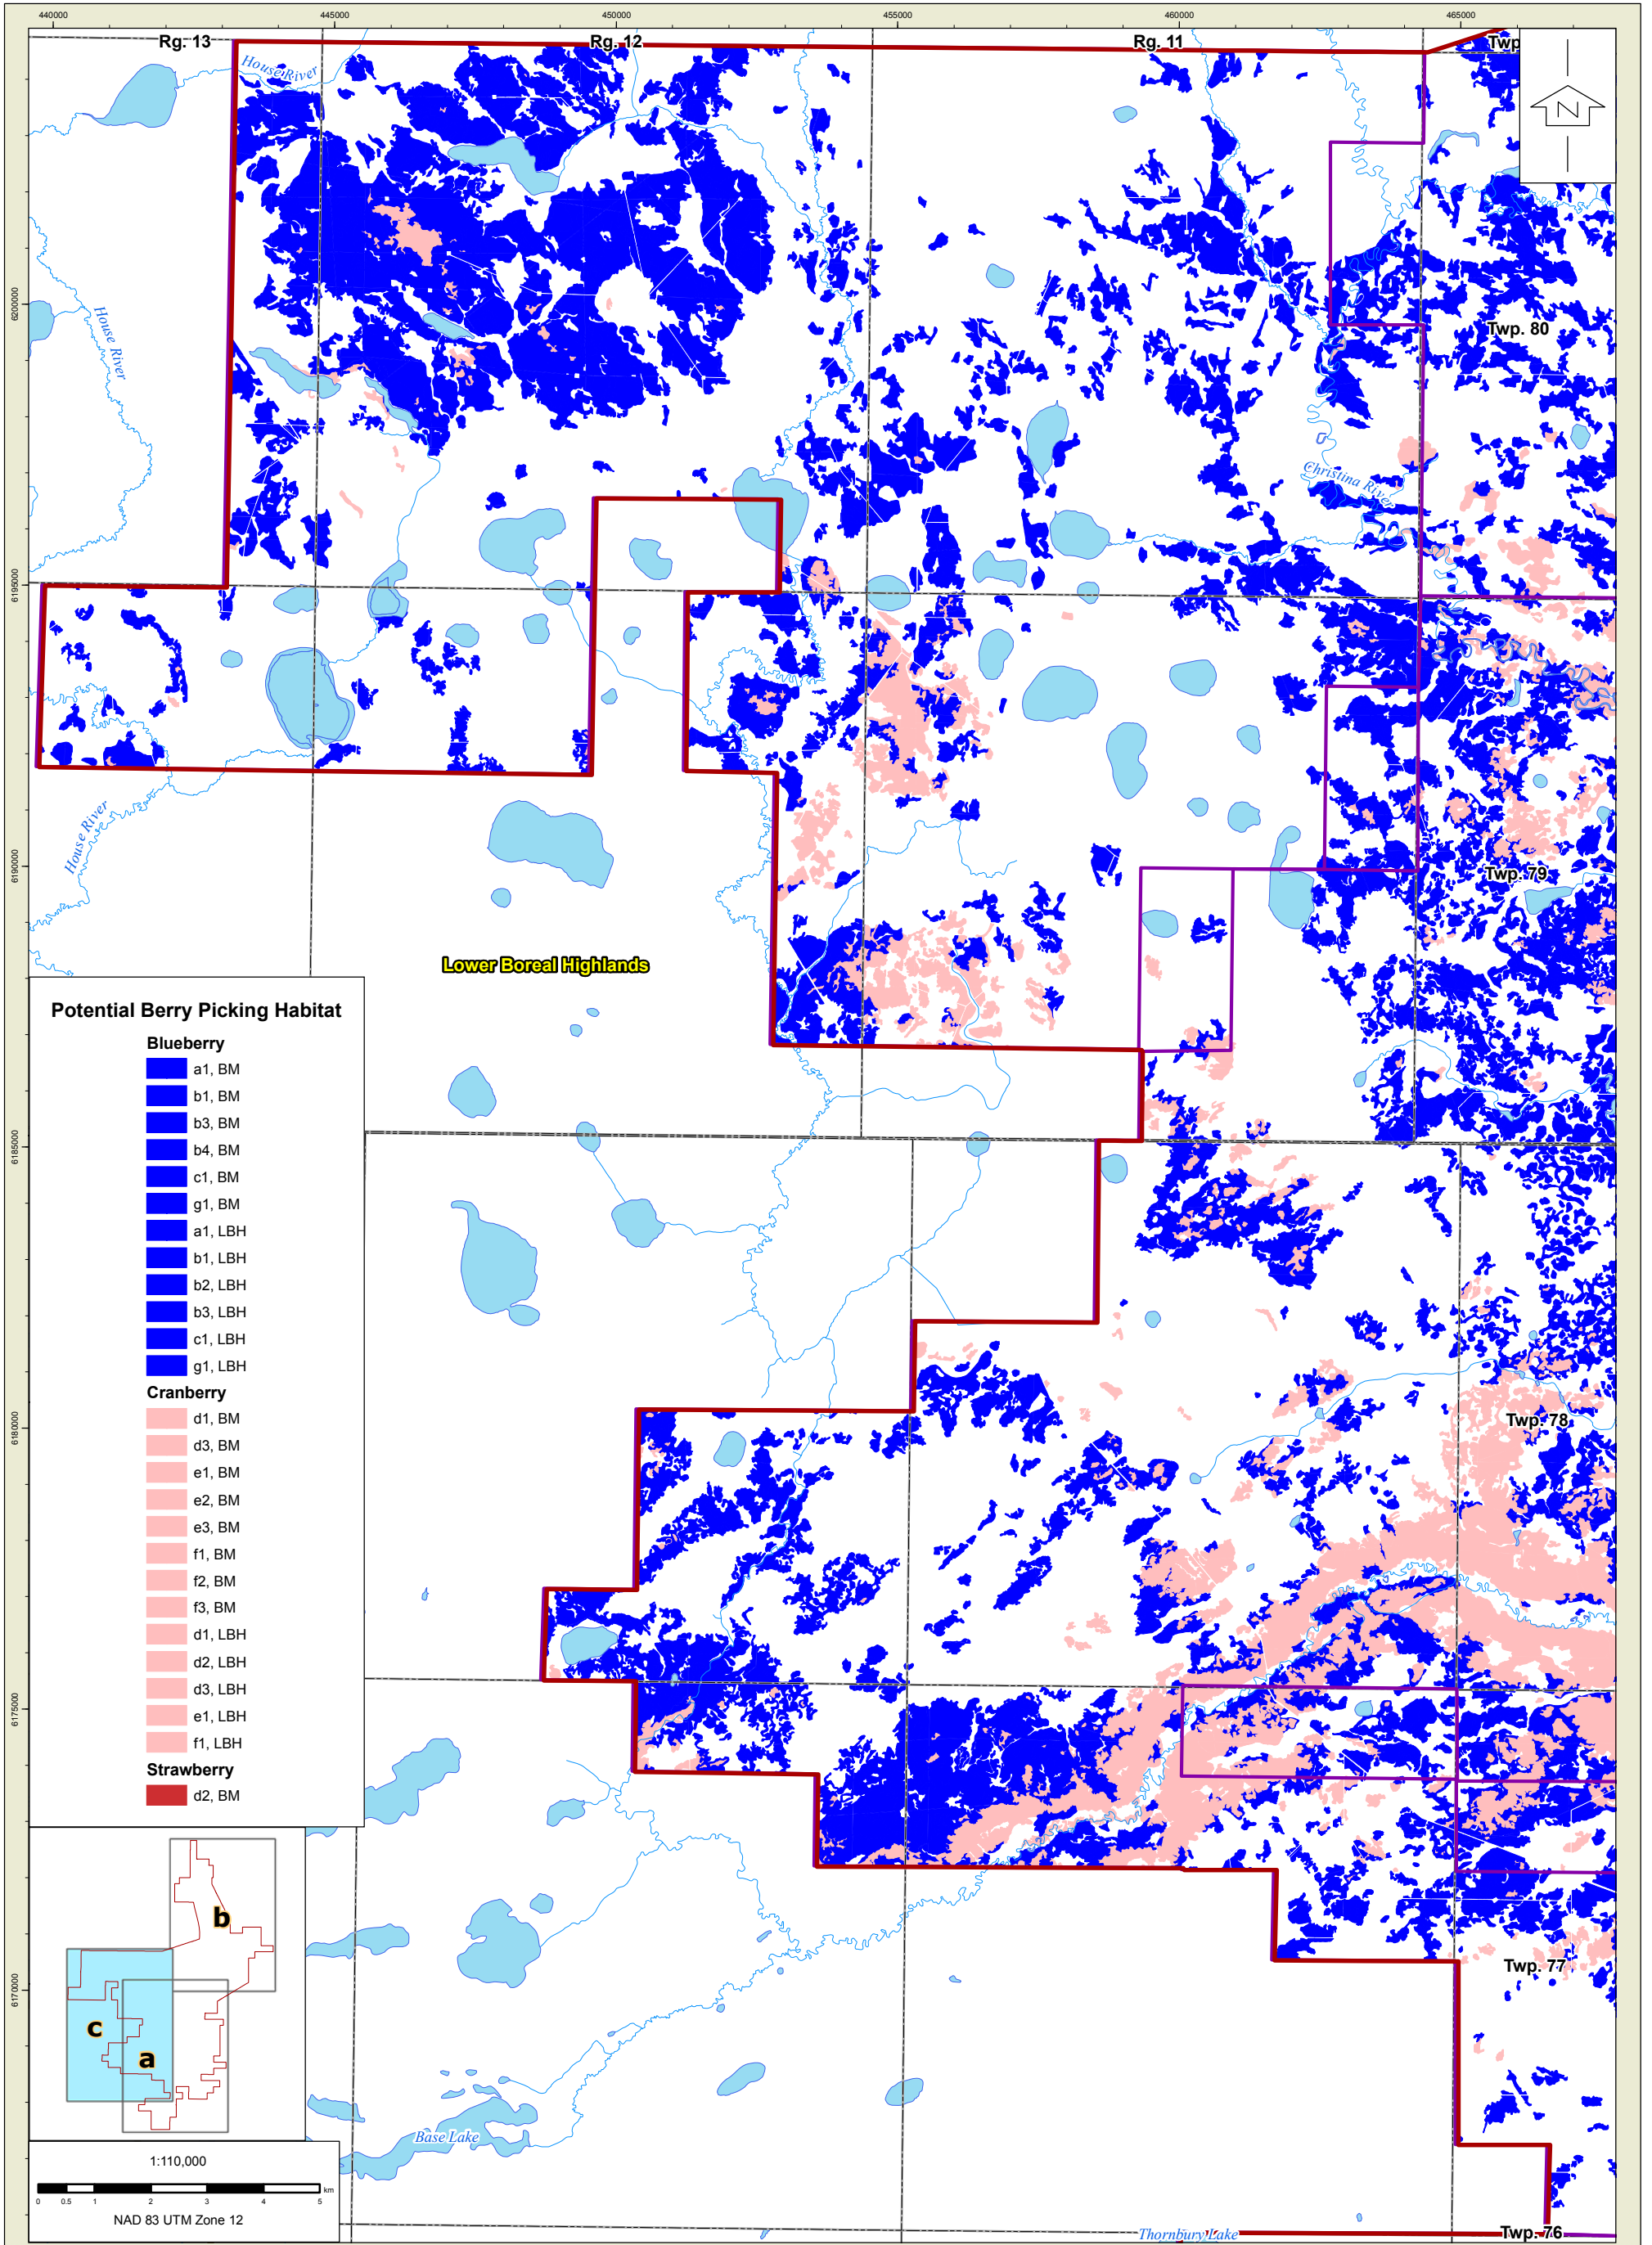 440000 445000 450000 455000 460000 465000
Rg. 13 Rg. 12 Rg. 11 Twp
House River
N
6200000
House River
Twp. 80
Christina River
6195000
House River
6190000
Twp. 79
Lower Boreal Highlands
Potential Berry Picking Habitat
Blueberry
a1, BM
b1, BM
b3, BM
b4, BM
c1, BM
g1, BM
a1, LBH
b1, LBH
b2, LBH
b3, LBH
c1, LBH
g1, LBH
Cranberry
d1, BM
d3, BM
e1, BM
e2, BM
e3, BM
f1, BM
f2, BM
f3, BM
d1, LBH
d2, LBH
d3, LBH
e1, LBH
f1, LBH
Strawberry
d2, BM
6185000
6180000
Twp. 78
6175000
b
c
a
6170000
Twp. 77
Base Lake
1:110,000
km
0 0.5 1 2 3 4 5
NAD 83 UTM Zone 12
Thornbury Lake
Twp. 76